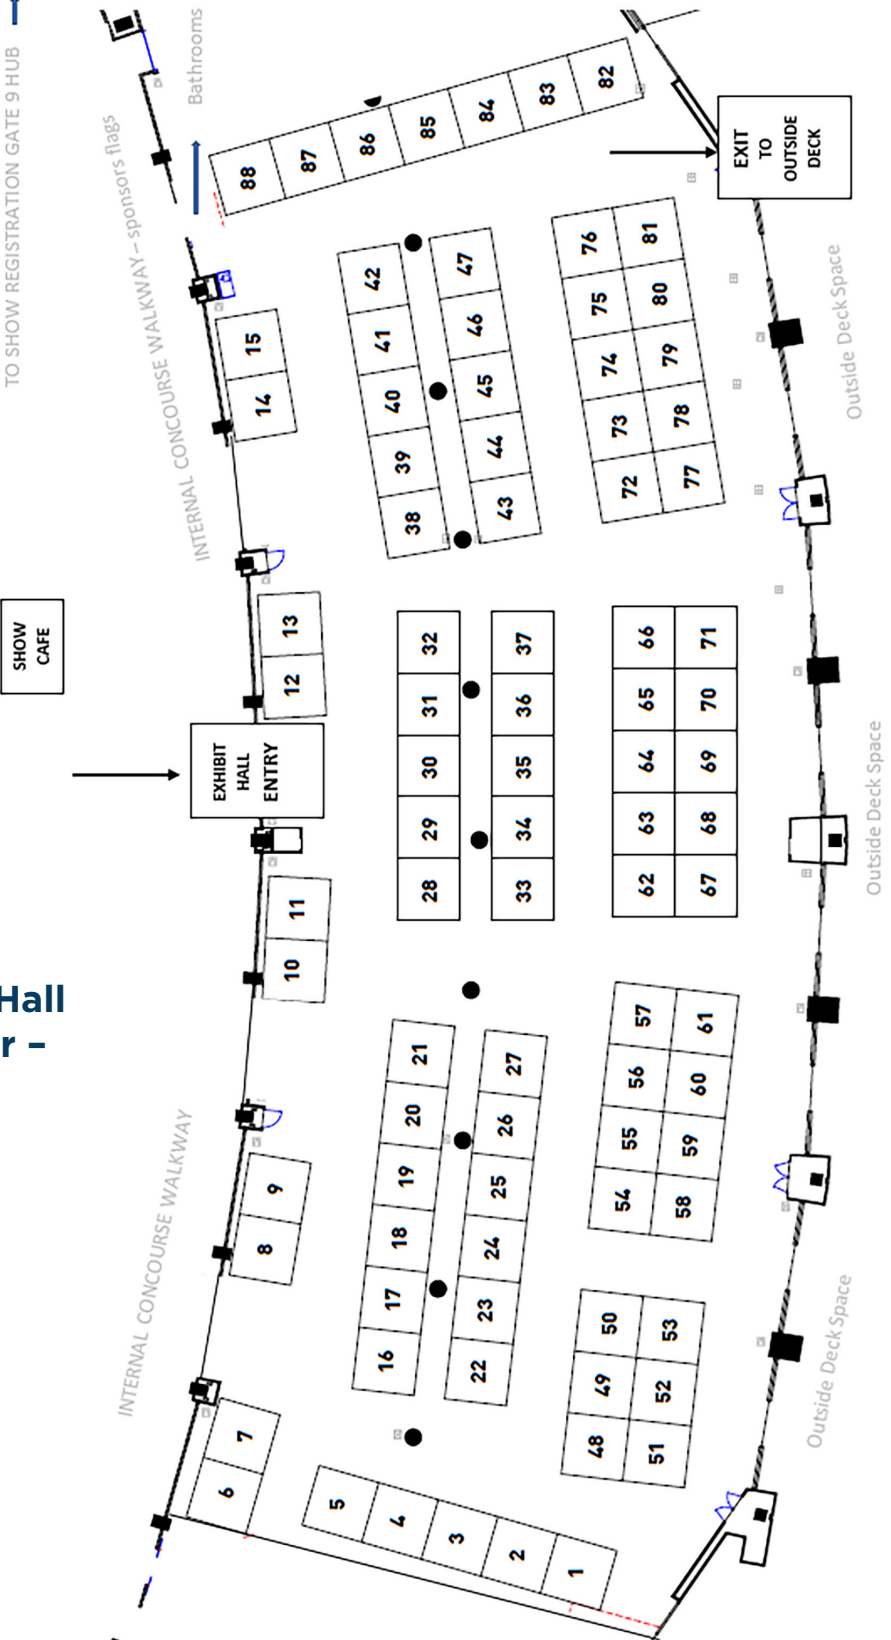 TO SHOW REGISTRATION GATE 9 HUB
Bathrooms
INTERNAL CONCOURSE WALKWAY – sponsors flags
SHOW
CAFE
EXHIBIT
HALL
ENTRY
Hall
r –
INTERNAL CONCOURSE WALKWAY
EXIT
TO
OUTSIDE
DECK
Outside Deck Space
Outside Deck Space
Outside Deck Space
88 87 86 85 84 83 82
15
14
13
12
11
10
9
8
7
6
42 47
41 46
40 45
39 44
38 43
76 81
75 80
74 79
73 78
72 77
32 37
31 36
30 35
29 34
28 33
66 71
65 70
64 69
63 68
62 67
21 27
20 26
19 25
18 24
17 23
16 22
57 61
56 60
55 59
54 58
50 53
49 52
48 51
5
4
3
2
1